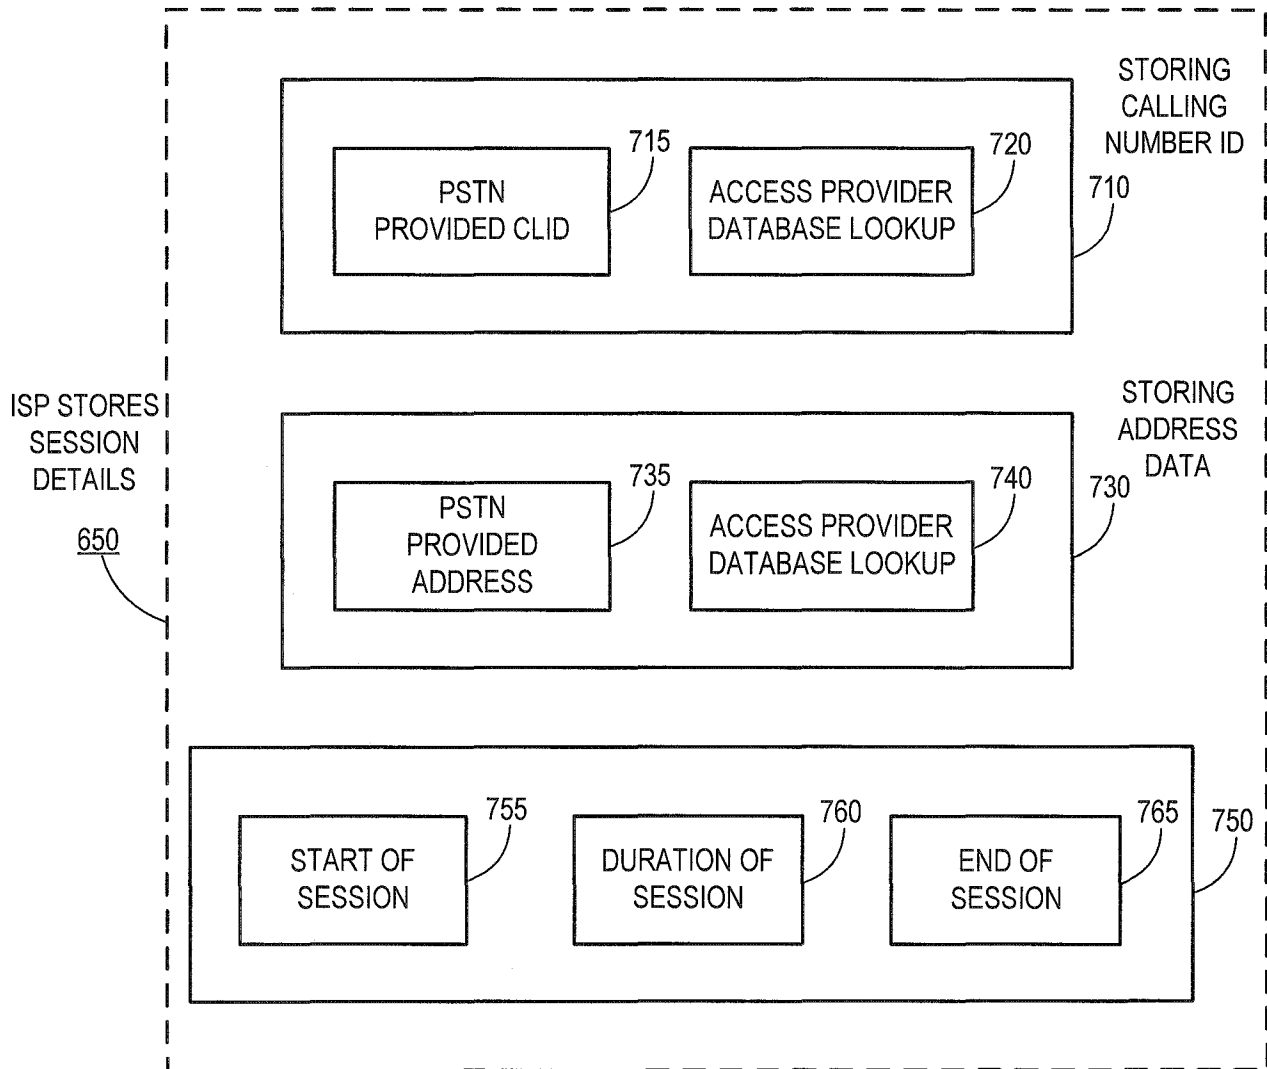 STORING
CALLING
NUMBER ID
710
715
PSTN
PROVIDED CLID
720
ACCESS PROVIDER
DATABASE LOOKUP
ISP STORES
SESSION
DETAILS
650
STORING
ADDRESS
DATA
730
735
PSTN
PROVIDED
ADDRESS
740
ACCESS PROVIDER
DATABASE LOOKUP
750
755
START OF
SESSION
760
DURATION OF
SESSION
765
END OF
SESSION